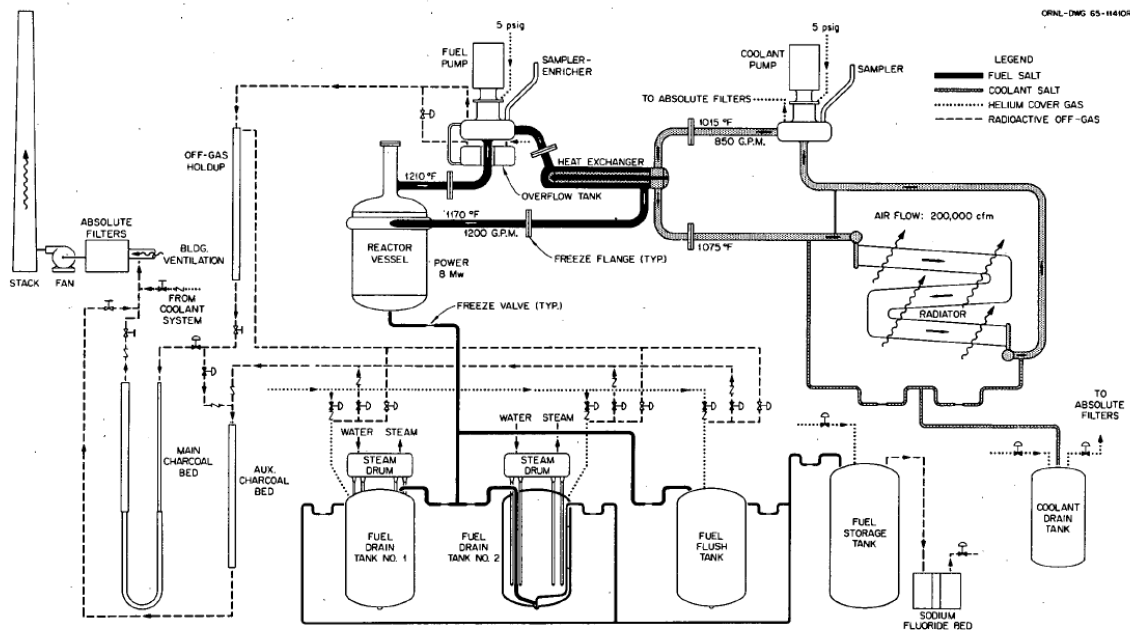 ORNL-DWG 65-11410R
5 psig
FUEL
PUMP
SAMPLER-
ENRICHER
5 psig
COOLANT
PUMP
SAMPLER
LEGEND
FUEL SALT
COOLANT SALT
HELIUM COVER GAS
RADIOACTIVE OFF-GAS
TO ABSOLUTE FILTERS
1015 °F
850 G.P.M.
OFF-GAS
HOLDUP
HEAT EXCHANGER
1210 °F
OVERFLOW TANK
1170 °F
1200 G.P.M.
1075 °F
AIR FLOW: 200,000 cfm
ABSOLUTE
FILTERS
BLDG.
VENTILATION
REACTOR
VESSEL
FREEZE FLANGE (TYP.)
POWER
8 Mw
STACK
FAN
FROM
COOLANT
SYSTEM
FREEZE VALVE (TYP.)
RADIATOR
TO
ABSOLUTE
FILTERS
WATER
STEAM
WATER
STEAM
STEAM
DRUM
STEAM
DRUM
MAIN
CHARCOAL
BED
AUX.
CHARCOAL
BED
FUEL
DRAIN
TANK NO. 1
FUEL
DRAIN
TANK NO. 2
FUEL
FLUSH
TANK
FUEL
STORAGE
TANK
COOLANT
DRAIN
TANK
SODIUM
FLUORIDE BED